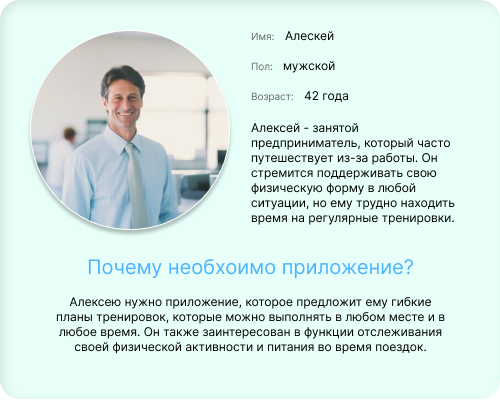 Имя: Алескей
Пол: мужской
Возраст: 42 года
Алексей - занятой
предприниматель, который часто
путешествует из-за работы. Он
стремится поддерживать свою
физическую форму в любой
ситуации, но ему трудно находить
время на регулярные тренировки.
Почему необхоимо приложение?
Алексею нужно приложение, которое предложит ему гибкие
планы тренировок, которые можно выполнять в любом месте и в
любое время. Он также заинтересован в функции отслеживания
своей физической активности и питания во время поездок.